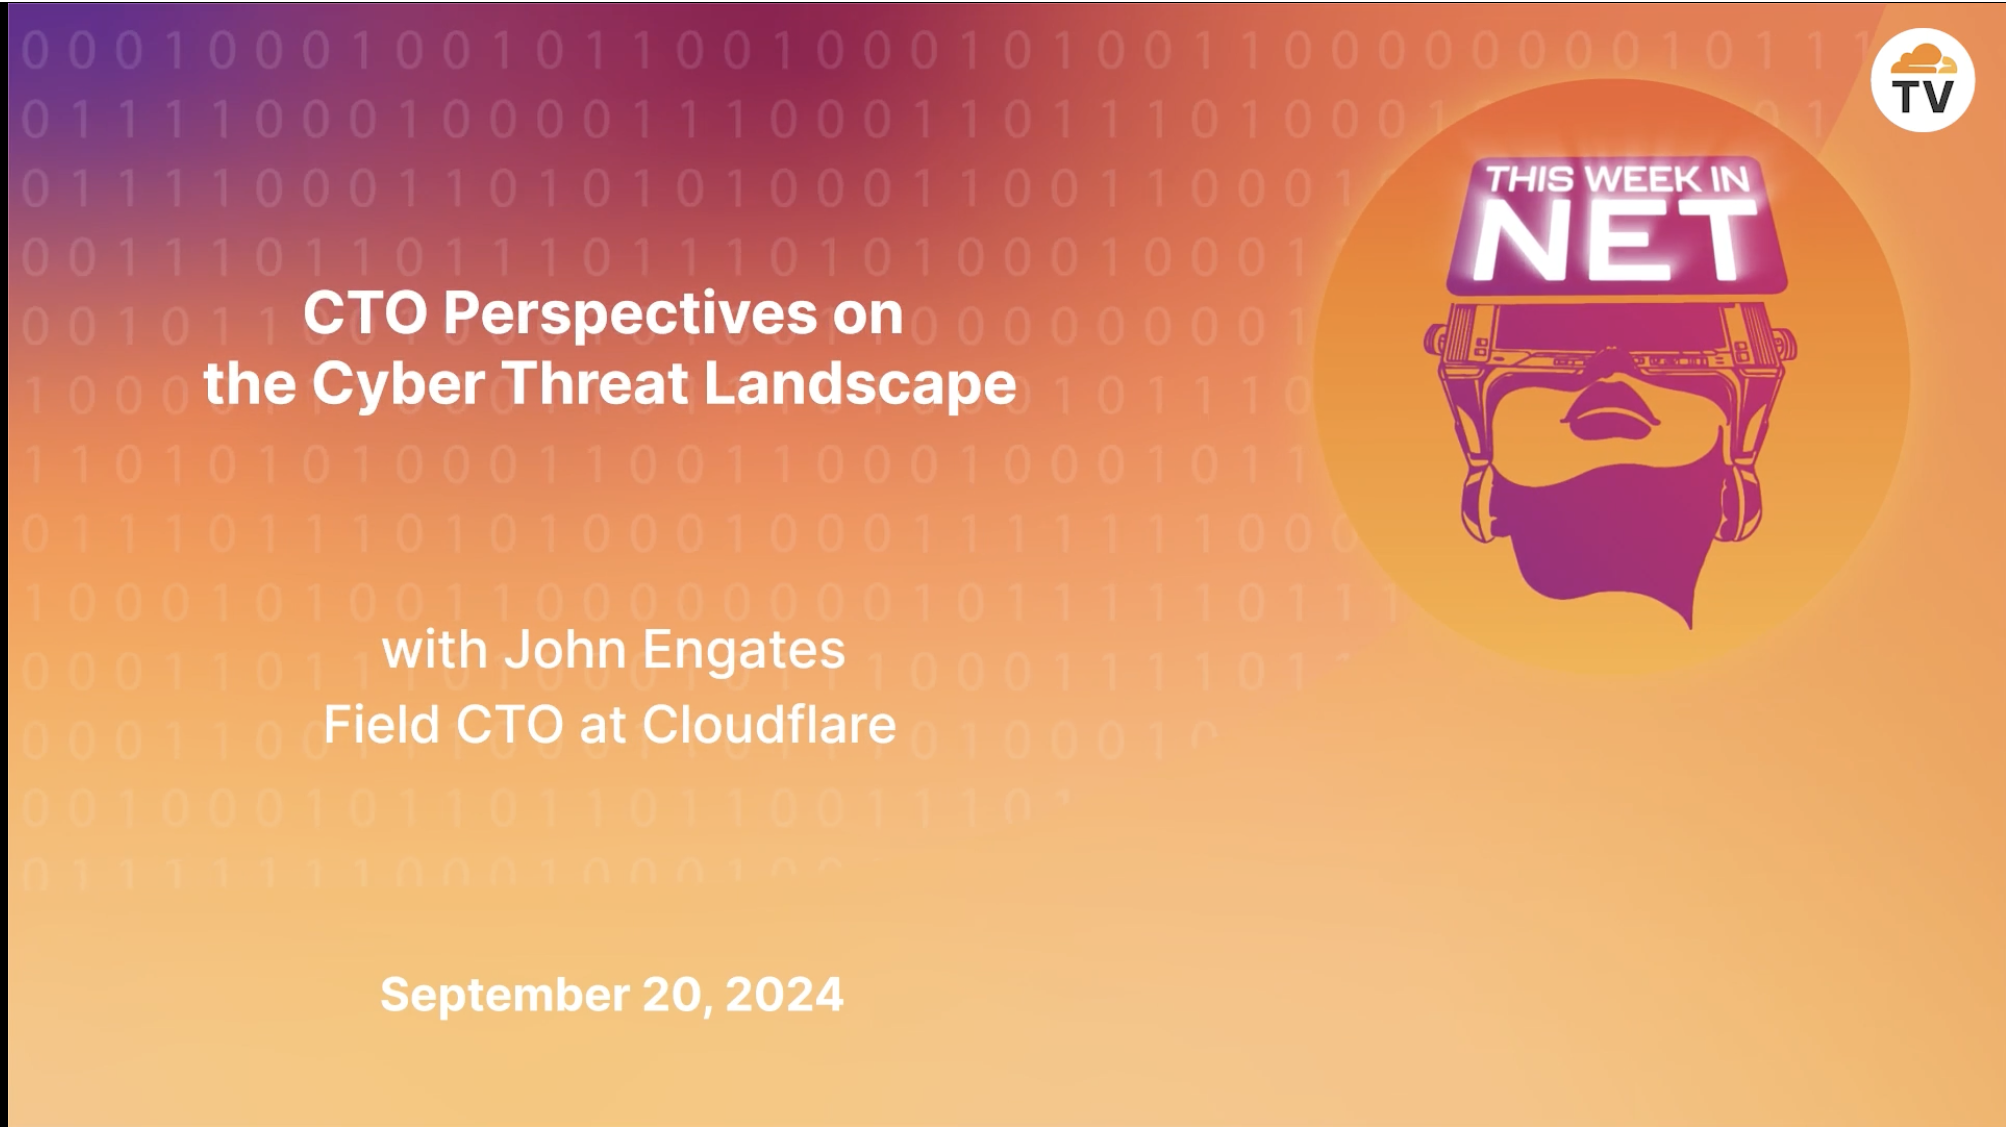 TV
THIS WEEK IN
NET
CTO Perspectives on
the Cyber Threat Landscape
with John Engates
Field CTO at Cloudflare
September 20, 2024